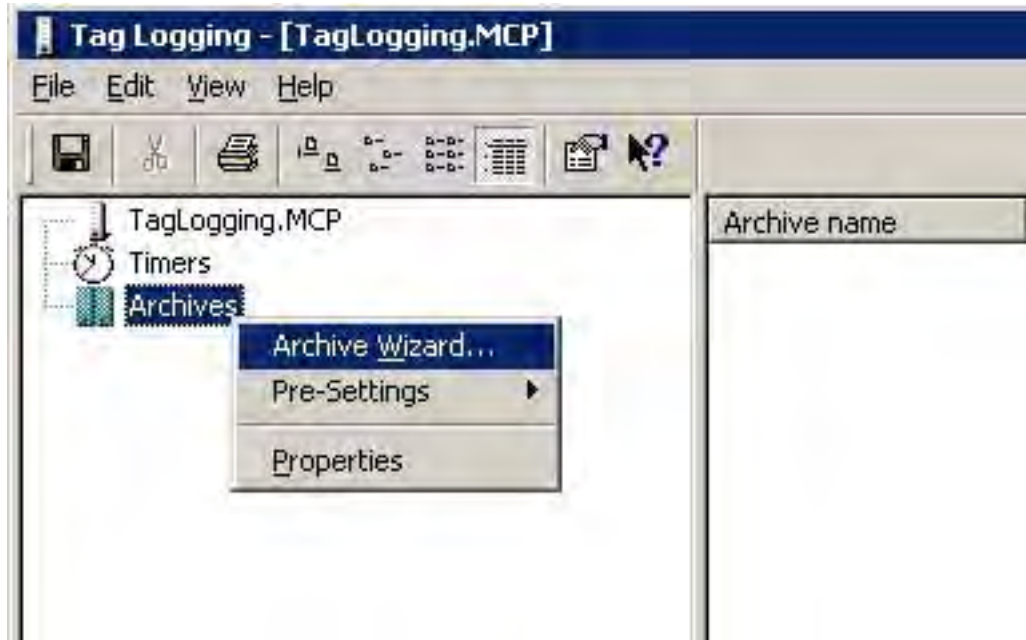 Tag Logging - [TagLogging.MCP]
File Edit View Help
TagLogging.MCP
Timers
Archives
Archive Wizard...
Pre-Settings
Properties
Archive name